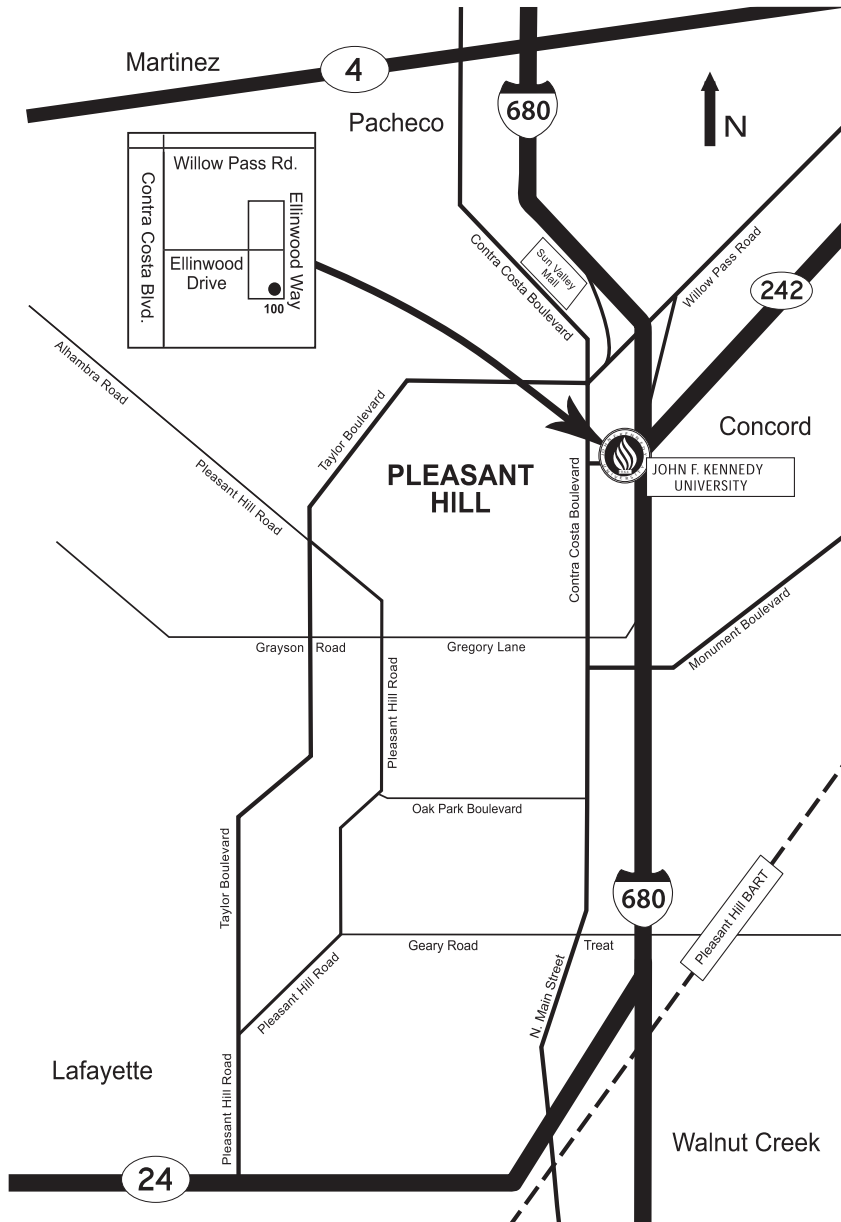 Martinez
4
Pacheco
680
N
Willow Pass Rd.
Contra Costa Blvd.
Ellinwood Way
Ellinwood
Drive
100
Contra Costa Boulevard
Sun Valley
Mall
Willow Pass Road
242
Alhambra Road
Taylor Boulevard
Pleasant Hill Road
PLEASANT
HILL
Contra Costa Boulevard
Concord
JOHN F. KENNEDY
UNIVERSITY
Grayson Road
Gregory Lane
Monument Boulevard
Pleasant Hill Road
Oak Park Boulevard
Taylor Boulevard
680
Pleasant Hill BART
Geary Road
Treat
Pleasant Hill Road
N. Main Street
Lafayette
Pleasant Hill Road
Walnut Creek
24